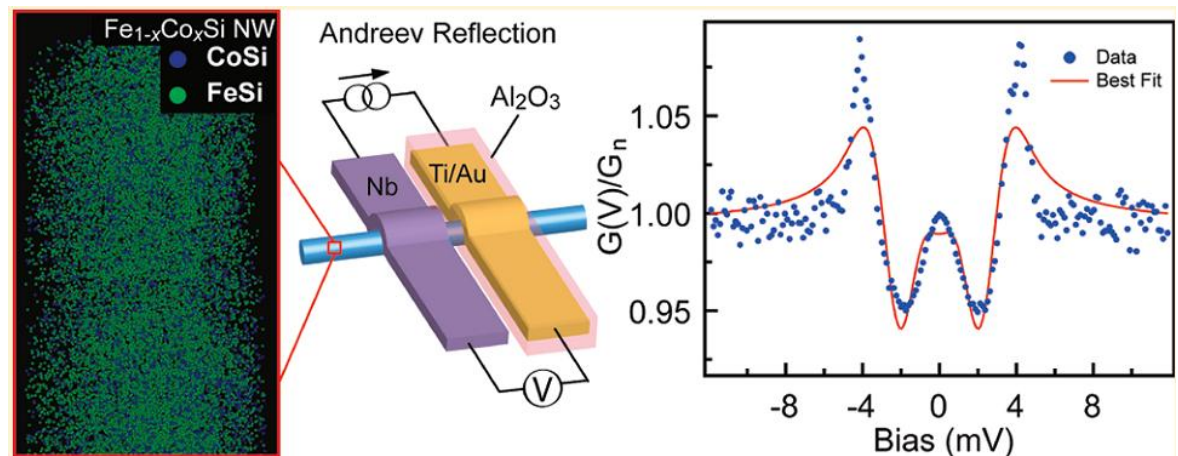 Fe₁₋ₓCoₓSi NW
CoSi
FeSi
Andreev Reflection
Al₂O₃
Nb
Ti/Au
V
Data
Best Fit
G(V)/Gₙ
1.05
1.00
0.95
-8 -4 0 4 8
Bias (mV)